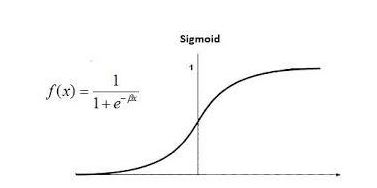 Sigmoid
1
f(x) = 1 / (1 + e^{-βx})